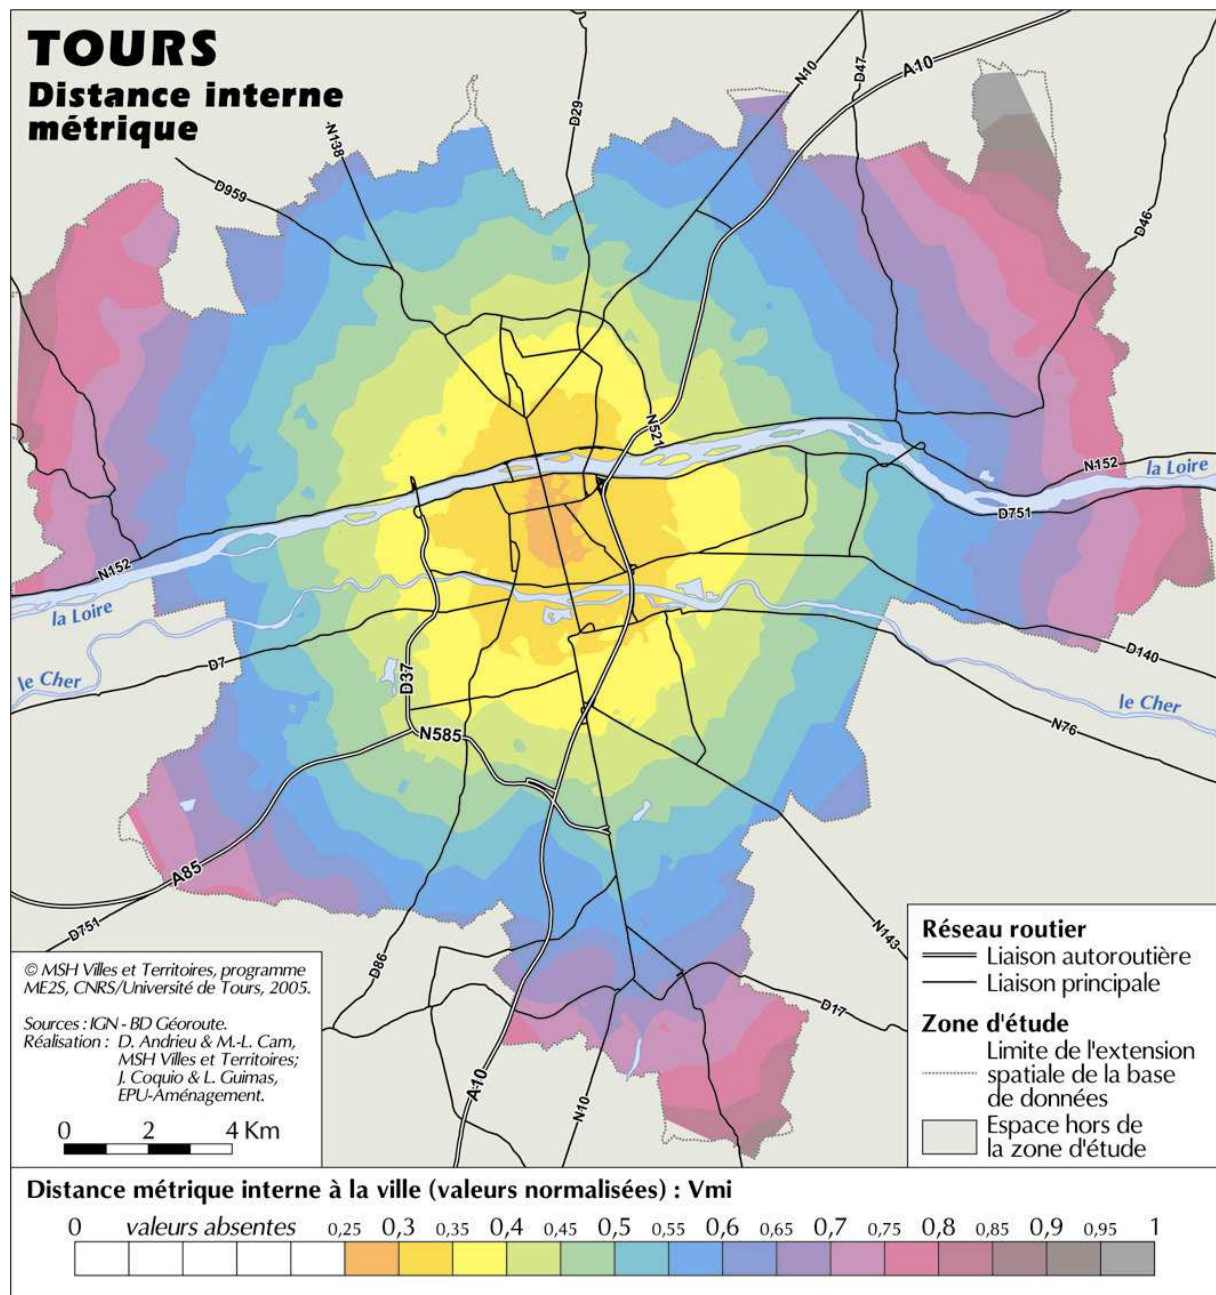 TOURS
Distance interne
métrique
N138
D959
D29
N10
D47
A10
D46
N521
N152
la Loire
D751
N152
la Loire
le Cher
D7
D37
N585
D140
le Cher
N76
A85
D751
D86
N143
D17
A10
N10
© MSH Villes et Territoires, programme
ME2S, CNRS/Université de Tours, 2005.
Sources : IGN - BD Géoroute.
Réalisation : D. Andrieu & M.-L. Cam,
MSH Villes et Territoires;
J. Coquio & L. Guimas,
EPU-Aménagement.
0 2 4 Km
Réseau routier
Liaison autoroutière
Liaison principale
Zone d'étude
Limite de l'extension
spatiale de la base
de données
Espace hors de
la zone d'étude
Distance métrique interne à la ville (valeurs normalisées) : Vmi
0 valeurs absentes 0,25 0,3 0,35 0,4 0,45 0,5 0,55 0,6 0,65 0,7 0,75 0,8 0,85 0,9 0,95 1